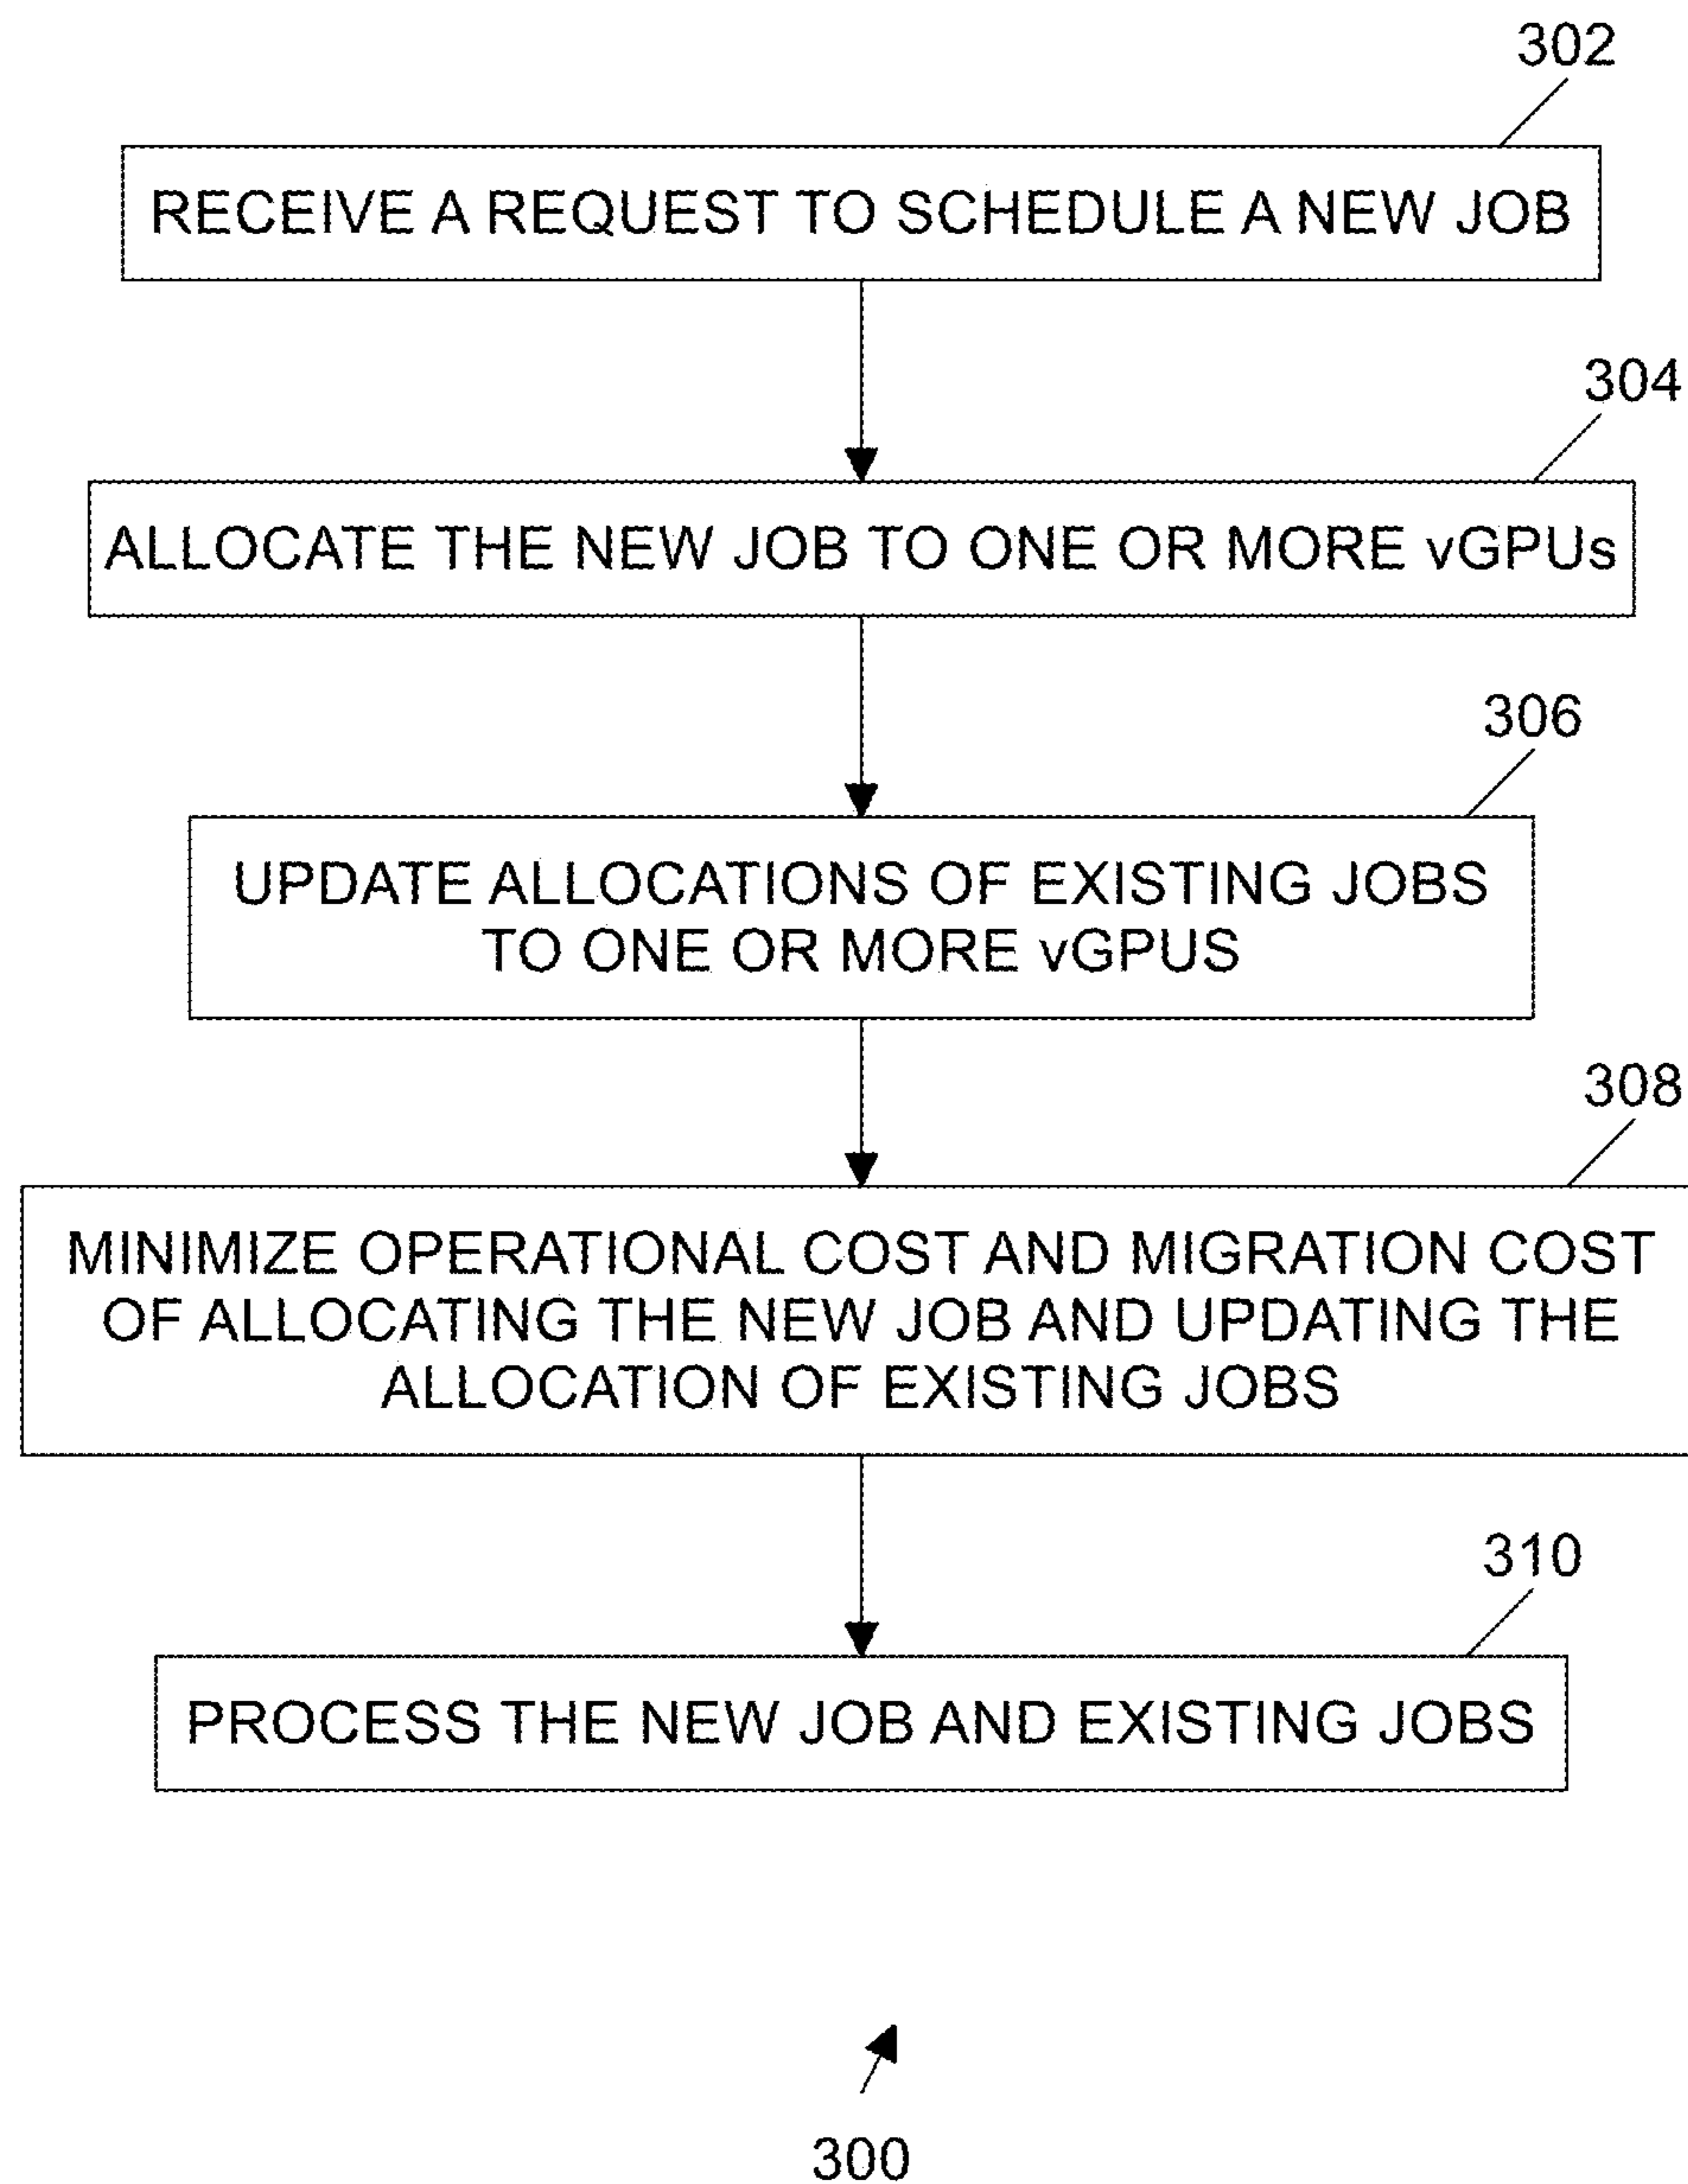 302
RECEIVE A REQUEST TO SCHEDULE A NEW JOB
304
ALLOCATE THE NEW JOB TO ONE OR MORE vGPUs
306
UPDATE ALLOCATIONS OF EXISTING JOBS
TO ONE OR MORE vGPUS
308
MINIMIZE OPERATIONAL COST AND MIGRATION COST
OF ALLOCATING THE NEW JOB AND UPDATING THE
ALLOCATION OF EXISTING JOBS
310
PROCESS THE NEW JOB AND EXISTING JOBS
300